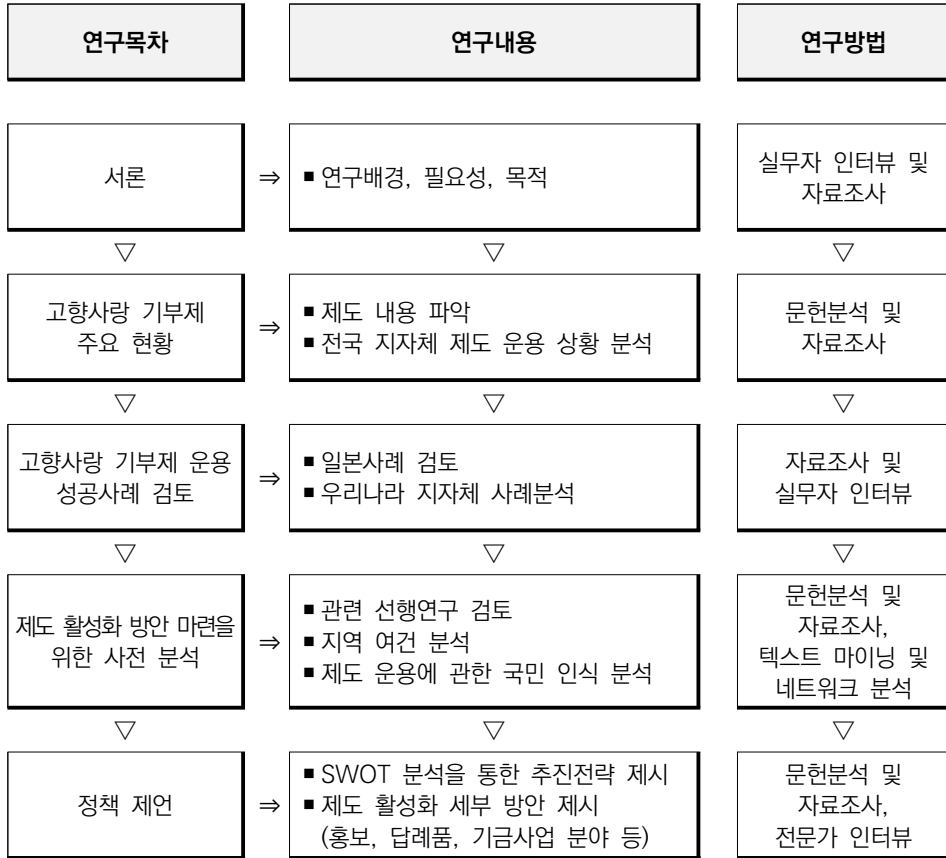 연구목차
연구내용
연구방법
서론
⇒
■ 연구배경, 필요성, 목적
실무자 인터뷰 및
자료조사
▽
▽
▽
고향사랑 기부제
주요 현황
⇒
■ 제도 내용 파악
■ 전국 지자체 제도 운용 상황 분석
문헌분석 및
자료조사
▽
▽
▽
고향사랑 기부제 운용
성공사례 검토
⇒
■ 일본사례 검토
■ 우리나라 지자체 사례분석
자료조사 및
실무자 인터뷰
▽
▽
▽
제도 활성화 방안 마련을
위한 사전 분석
⇒
■ 관련 선행연구 검토
■ 지역 여건 분석
■ 제도 운용에 관한 국민 인식 분석
문헌분석 및
자료조사,
텍스트 마이닝 및
네트워크 분석
▽
▽
▽
정책 제언
⇒
■ SWOT 분석을 통한 추진전략 제시
■ 제도 활성화 세부 방안 제시
(홍보, 답례품, 기금사업 분야 등)
문헌분석 및
자료조사,
전문가 인터뷰